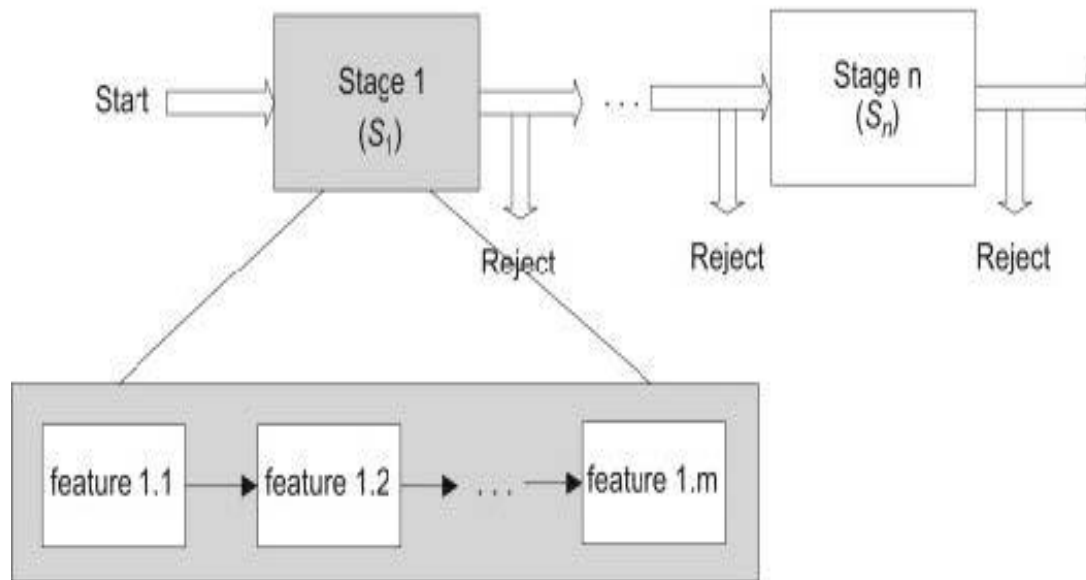 Start
Stage 1
(S₁)
. . .
Stage n
(Sₙ)
Reject
Reject
Reject
feature 1.1
feature 1.2
. . .
feature 1.m